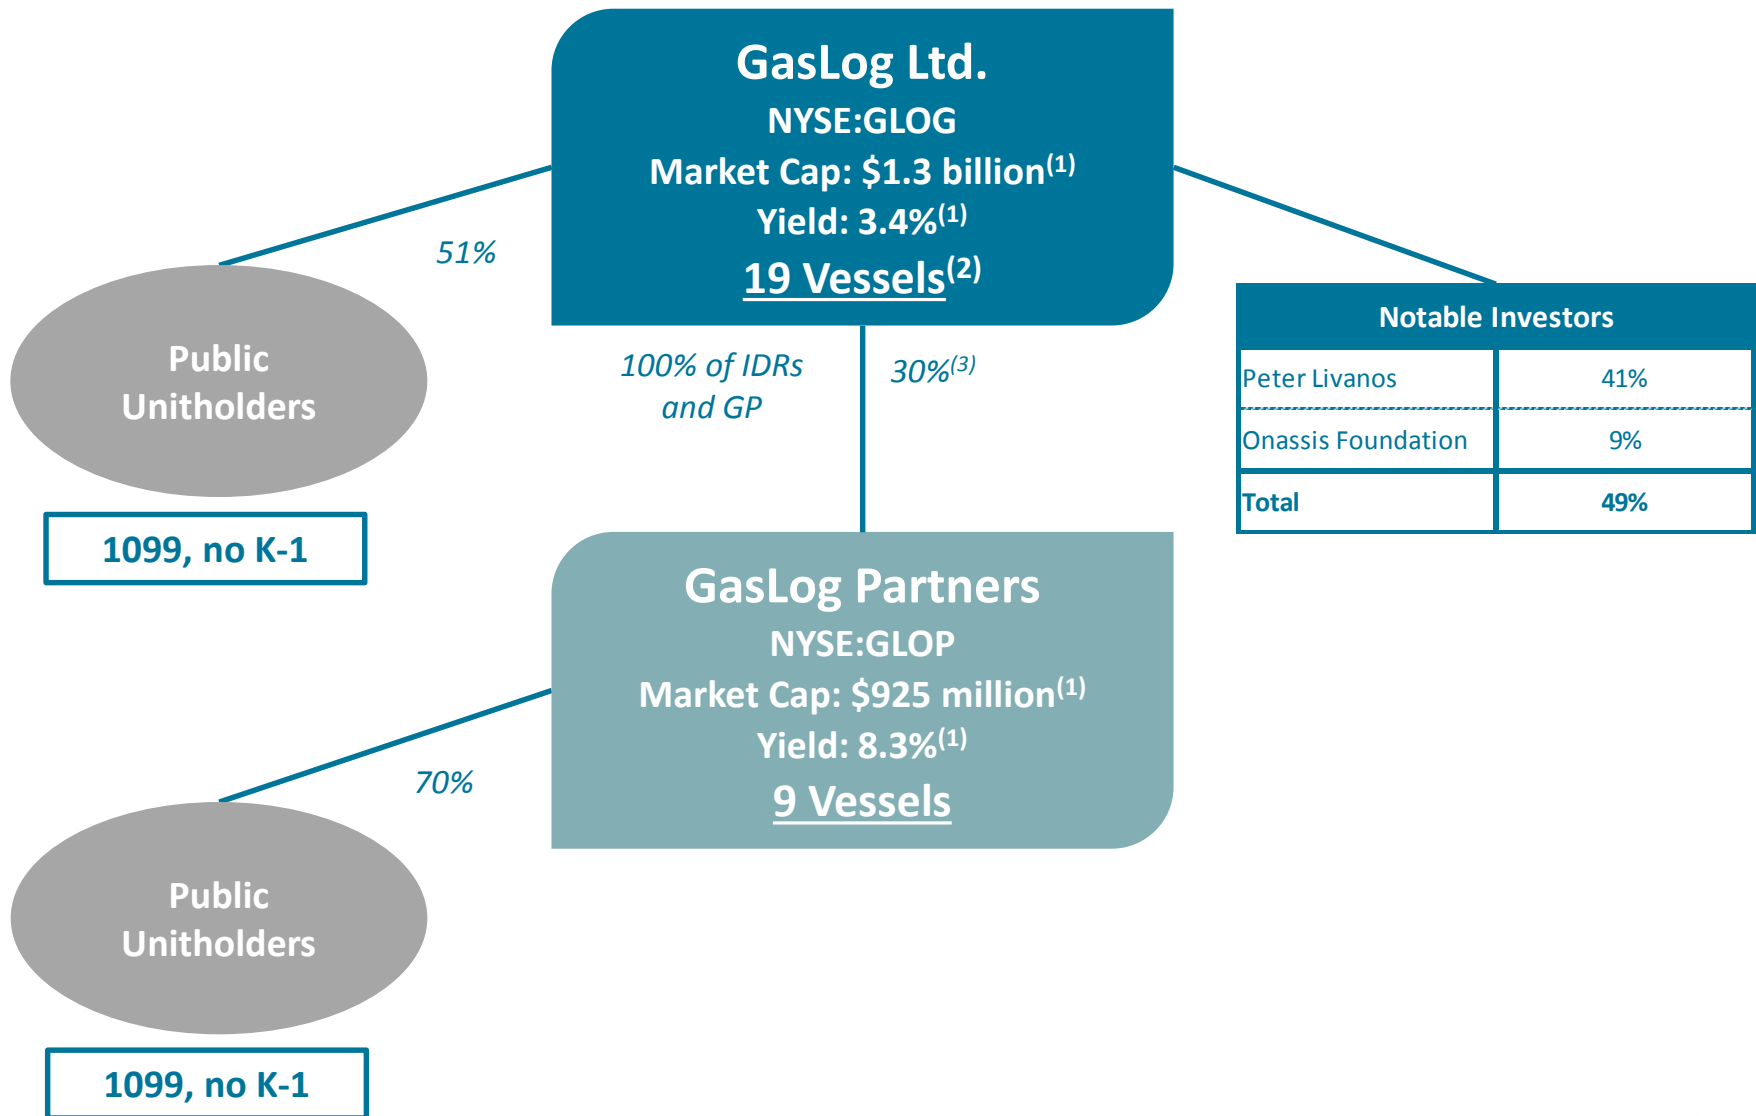 GasLog Ltd.
NYSE:GLOG
Market Cap: $1.3 billion(1)
Yield: 3.4%(1)
19 Vessels(2)
51%
Public
Unitholders
1099, no K-1
100% of IDRs
and GP
30%(3)
Notable Investors
Peter Livanos 41%
Onassis Foundation 9%
Total 49%
GasLog Partners
NYSE:GLOP
Market Cap: $925 million(1)
Yield: 8.3%(1)
9 Vessels
70%
Public
Unitholders
1099, no K-1